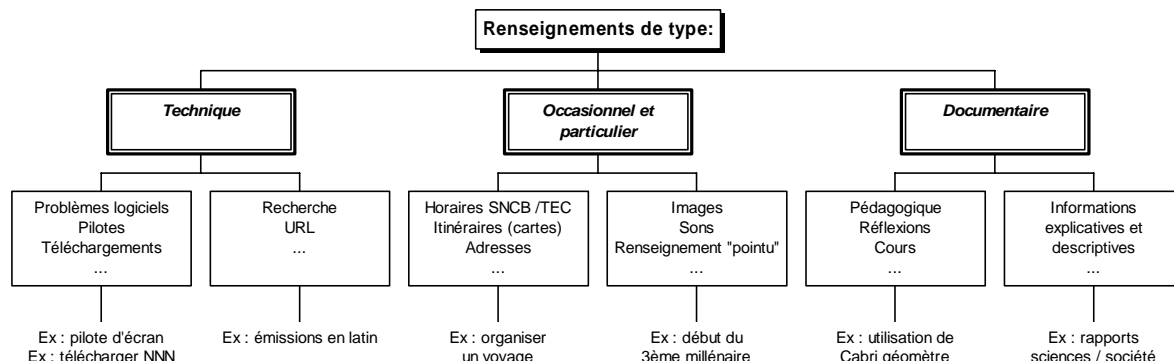 Renseignements de type:
Technique
Occasionnel et
particulier
Documentaire
Problèmes logiciels
Pilotes
Téléchargements
...
Recherche
URL
...
Horaires SNCB /TEC
Itinéraires (cartes)
Adresses
...
Images
Sons
Renseignement "pointu"
...
Pédagogique
Réflexions
Cours
...
Informations
explicatives et
descriptives
...
Ex : pilote d'écran
Ex : télécharger NNN
Ex : émissions en latin
Ex : organiser
un voyage
Ex : début du
3ème millénaire
Ex : utilisation de
Cabri géomètre
Ex : rapports
sciences / société